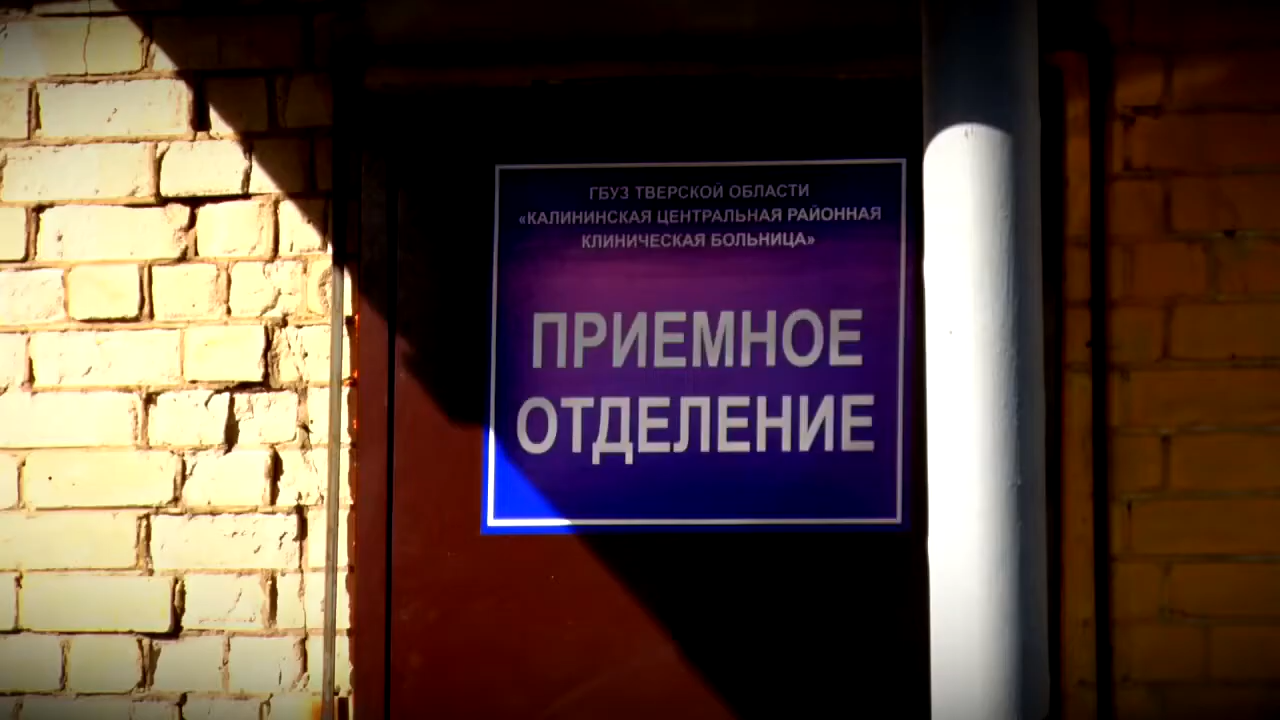 ГБУЗ ТВЕРСКОЙ ОБЛАСТИ
«КАЛИНИНСКАЯ ЦЕНТРАЛЬНАЯ РАЙОННАЯ
КЛИНИЧЕСКАЯ БОЛЬНИЦА»
ПРИЕМНОЕ
ОТДЕЛЕНИЕ